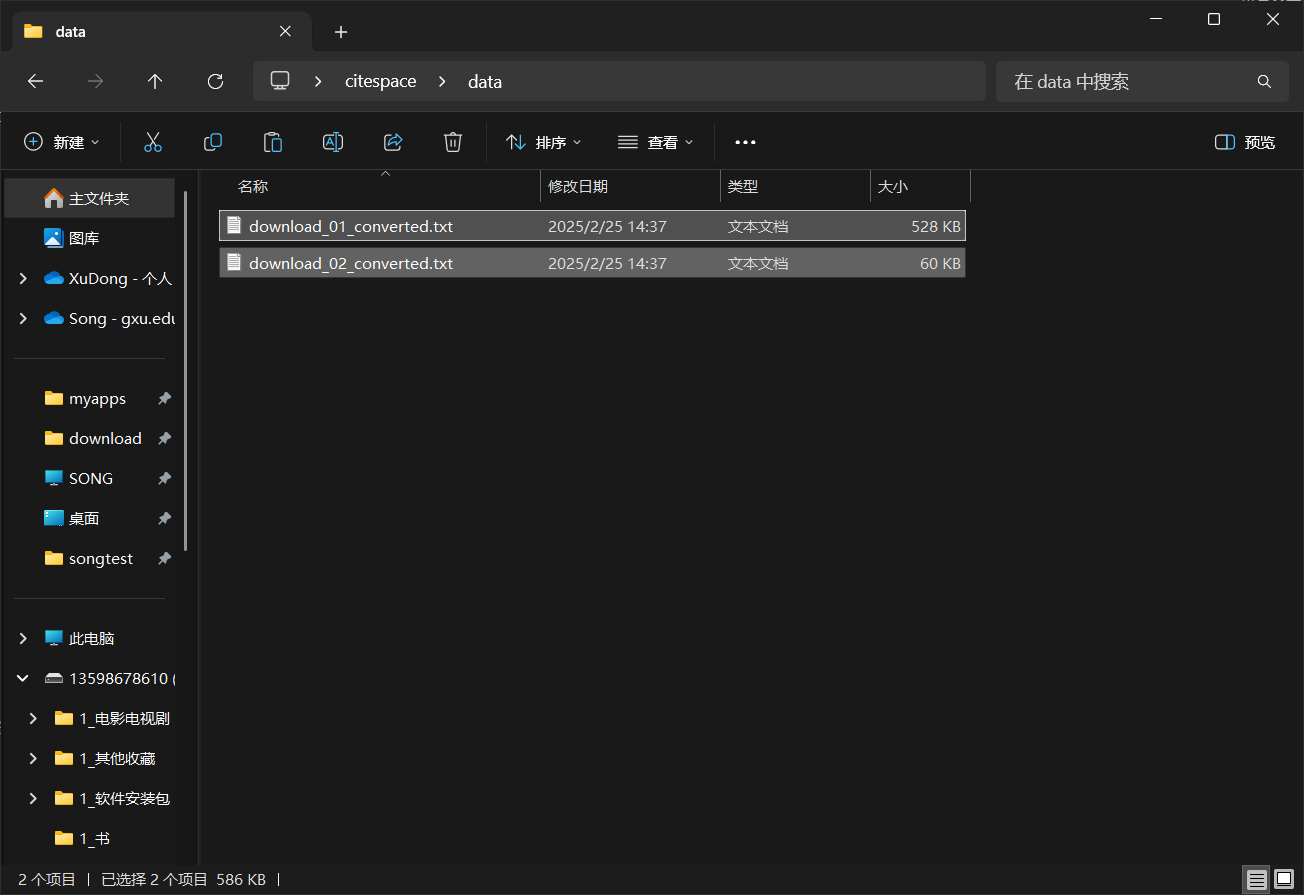 data
citespace
data
在 data 中搜索
新建
排序
查看
预览
名称
修改日期
类型
大小
download_01_converted.txt
2025/2/25 14:37
文本文档
528 KB
download_02_converted.txt
2025/2/25 14:37
文本文档
60 KB
主文件夹
图库
XuDong - 个人
Song - gxu.edu
myapps
download
SONG
桌面
songtest
此电脑
13598678610 (
1_电影电视剧
1_其他收藏
1_软件安装包
1_书
2 个项目
已选择 2 个项目 586 KB